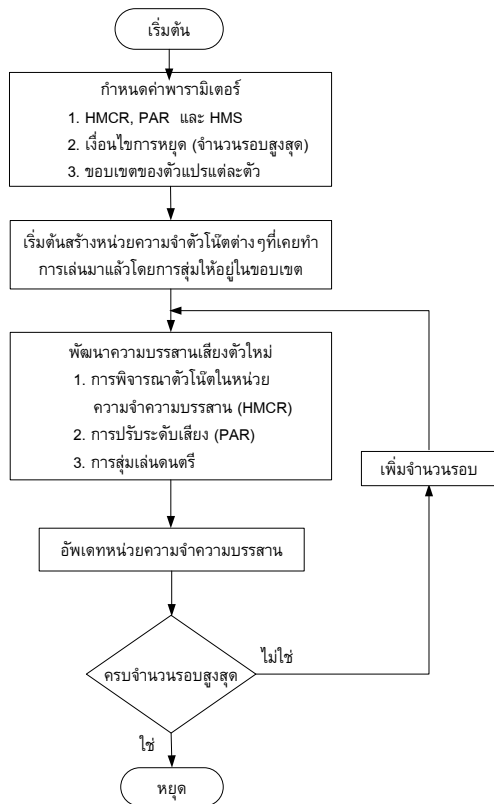 เริ่มต้น
กำหนดค่าพารามิเตอร์
1. HMCR, PAR และ HMS
2. เงื่อนไขการหยุด (จำนวนรอบสูงสุด)
3. ขอบเขตของตัวแปรแต่ละตัว
เริ่มต้นสร้างหน่วยความจำตัวโน๊ตต่างๆที่เคยทำ
การเล่นมาแล้วโดยการสุ่มให้อยู่ในขอบเขต
พัฒนาความบรรสานเสียงตัวใหม่
1. การพิจารณาตัวโน๊ตในหน่วย
ความจำความบรรสาน (HMCR)
2. การปรับระดับเสียง (PAR)
3. การสุ่มเล่นดนตรี
เพิ่มจำนวนรอบ
อัพเดทหน่วยความจำความบรรสาน
ครบจำนวนรอบสูงสุด
ไม่ใช่
ใช่
หยุด